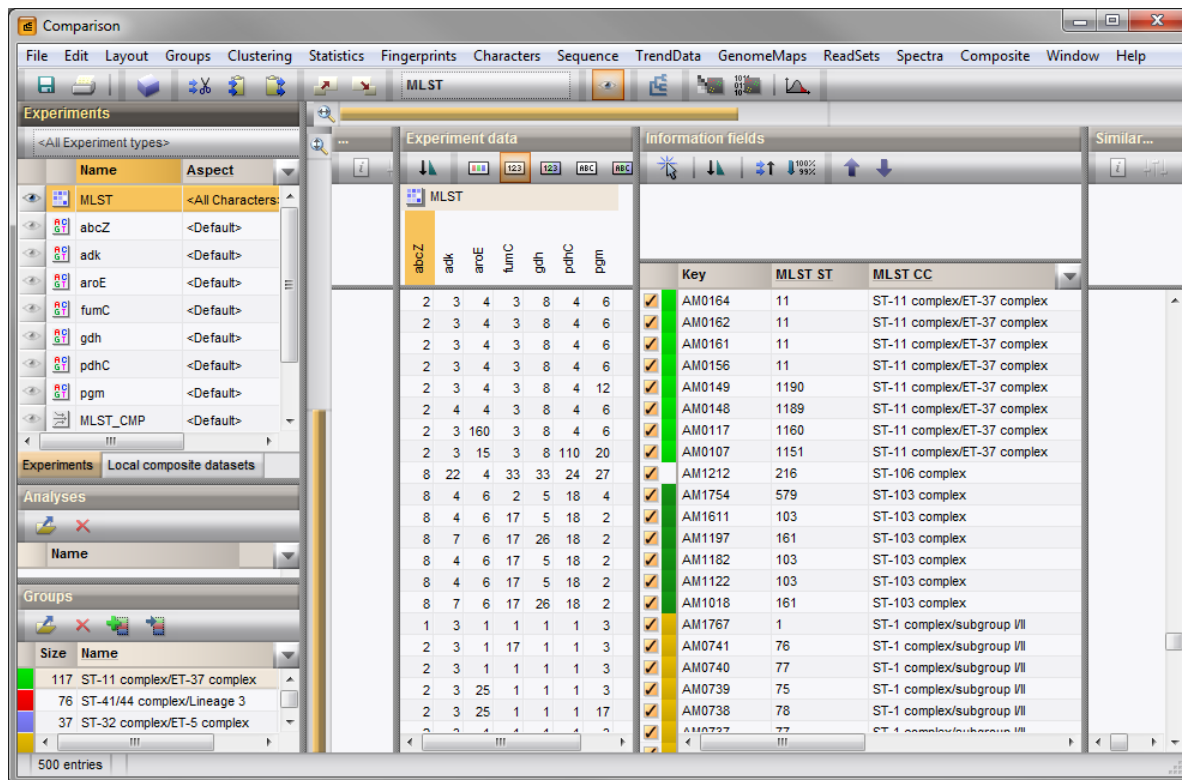 Comparison
File Edit Layout Groups Clustering Statistics Fingerprints Characters Sequence TrendData GenomeMaps ReadSets Spectra Composite Window Help
MLST
Experiments
<All Experiment types>
Name Aspect
MLST <All Characters>
abcZ <Default>
adk <Default>
aroE <Default>
fumC <Default>
gdh <Default>
pdhC <Default>
pgm <Default>
MLST_CMP <Default>
Experiments Local composite datasets
Analyses
Name
Groups
Size Name
117 ST-11 complex/ET-37 complex
76 ST-41/44 complex/Lineage 3
37 ST-32 complex/ET-5 complex
500 entries
...
Experiment data
123 123 ABC ABC
MLST
abcZ adk aroE fumC gdh pdhC pgm
2 3 4 3 8 4 6
2 3 4 3 8 4 6
2 3 4 3 8 4 6
2 3 4 3 8 4 6
2 3 4 3 8 4 12
2 4 4 3 8 4 6
2 3 160 3 8 4 6
2 3 15 3 8 110 20
8 22 4 33 33 24 27
8 4 6 2 5 18 4
8 4 6 17 5 18 2
8 7 6 17 26 18 2
8 4 6 17 5 18 2
8 4 6 17 5 18 2
8 7 6 17 26 18 2
1 3 1 1 1 1 3
2 3 1 17 1 1 3
2 3 1 1 1 1 3
2 3 25 1 1 1 3
2 3 25 1 1 1 17
Information fields
100% 99%
Key MLST ST MLST CC
AM0164 11 ST-11 complex/ET-37 complex
AM0162 11 ST-11 complex/ET-37 complex
AM0161 11 ST-11 complex/ET-37 complex
AM0156 11 ST-11 complex/ET-37 complex
AM0149 1190 ST-11 complex/ET-37 complex
AM0148 1189 ST-11 complex/ET-37 complex
AM0117 1160 ST-11 complex/ET-37 complex
AM0107 1151 ST-11 complex/ET-37 complex
AM1212 216 ST-106 complex
AM1754 579 ST-103 complex
AM1611 103 ST-103 complex
AM1197 161 ST-103 complex
AM1182 103 ST-103 complex
AM1122 103 ST-103 complex
AM1018 161 ST-103 complex
AM1767 1 ST-1 complex/subgroup I/II
AM0741 76 ST-1 complex/subgroup I/II
AM0740 77 ST-1 complex/subgroup I/II
AM0739 75 ST-1 complex/subgroup I/II
AM0738 78 ST-1 complex/subgroup I/II
AM0737 77 ST-1 complex/subgroup I/II
Similar...